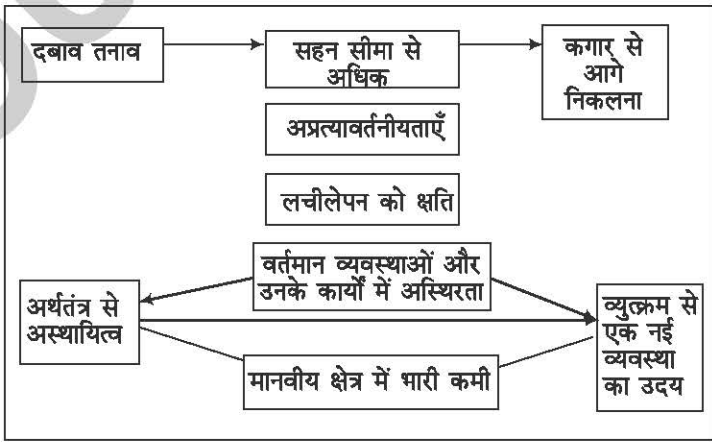 दबाव तनाव
सहन सीमा से
अधिक
कगार से
आगे
निकलना
अप्रत्यावर्तनीयताएँ
लचीलेपन को क्षति
वर्तमान व्यवस्थाओं और
उनके कार्यों में अस्थिरता
अर्थतंत्र से
अस्थायित्व
व्युत्क्रम से
एक नई
व्यवस्था
का उदय
मानवीय क्षेत्र में भारी कमी